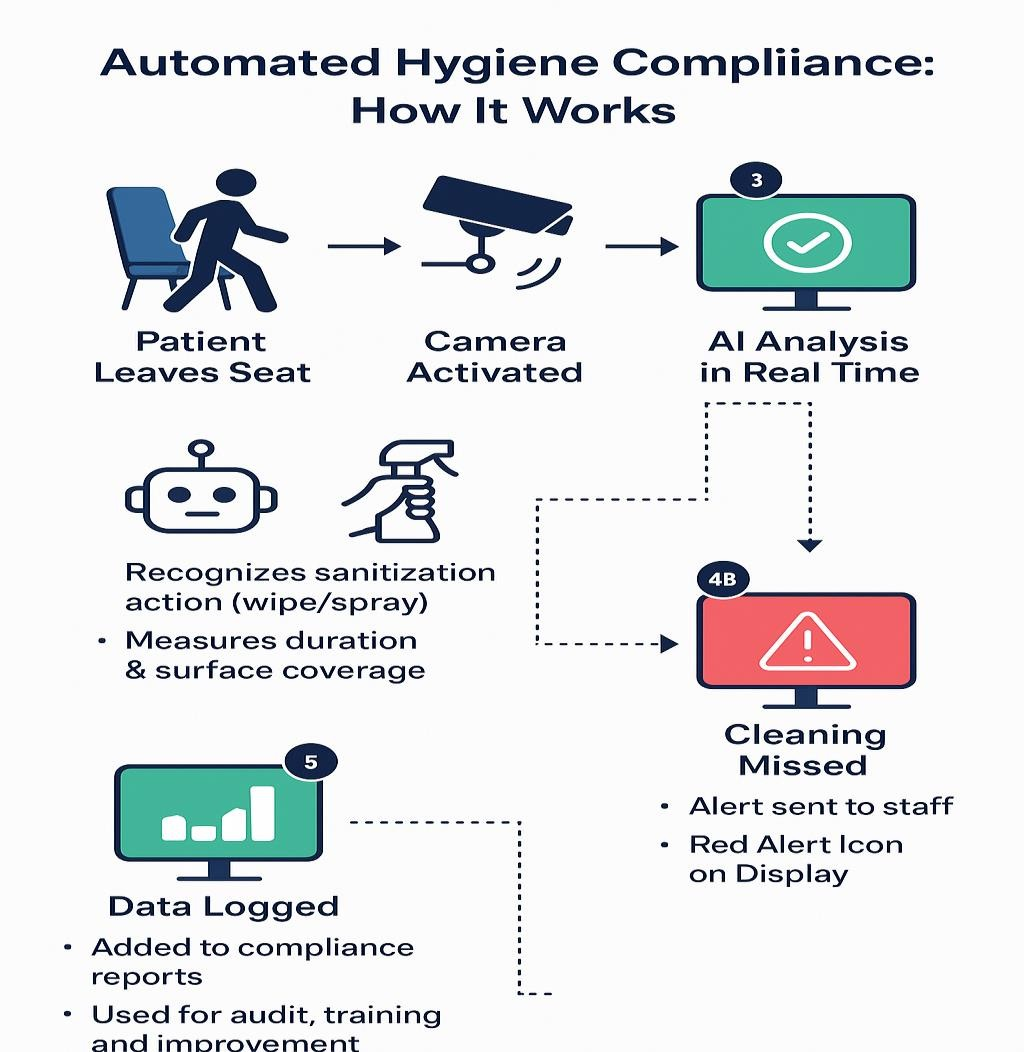 Automated Hygiene Compliiance:
How It Works
3
Patient
Leaves Seat
Camera
Activated
AI Analysis
in Real Time
Recognizes sanitization
action (wipe/spray)
• Measures duration
& surface coverage
4B
Cleaning
Missed
• Alert sent to staff
• Red Alert Icon
on Display
5
Data Logged
• Added to compliance
reports
• Used for audit, training
and improvement